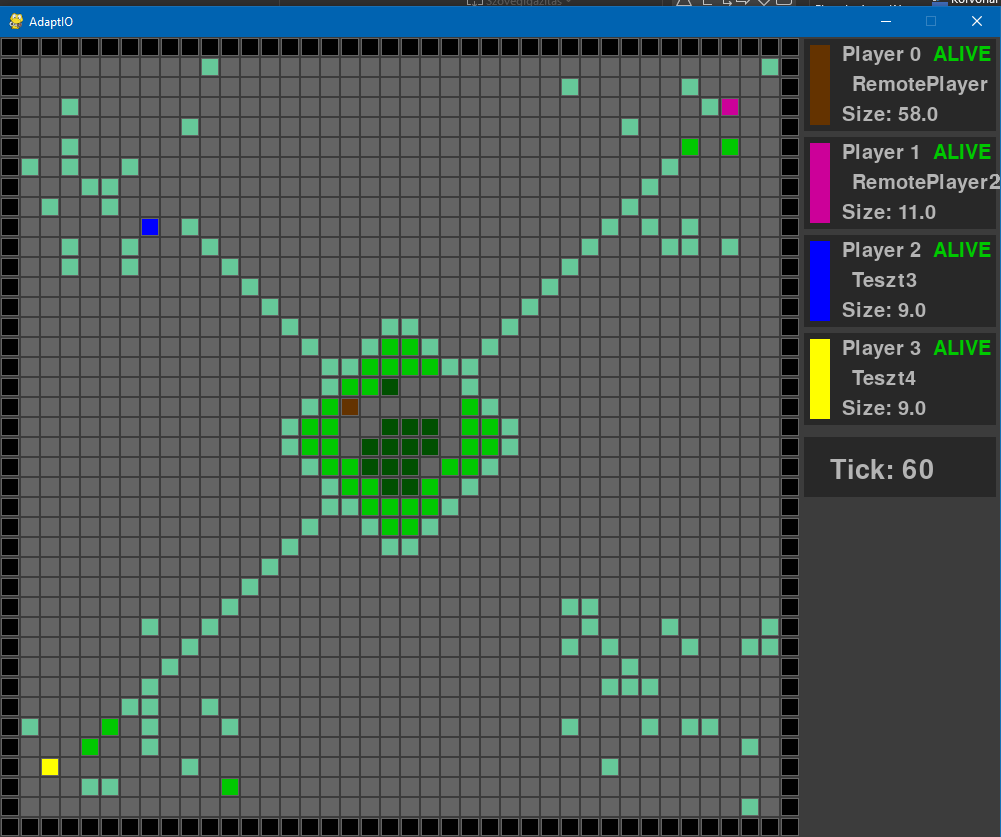 Szövegigazítás
AdaptIO
Player 0 ALIVE
RemotePlayer
Size: 58.0
Player 1 ALIVE
RemotePlayer2
Size: 11.0
Player 2 ALIVE
Teszt3
Size: 9.0
Player 3 ALIVE
Teszt4
Size: 9.0
Tick: 60